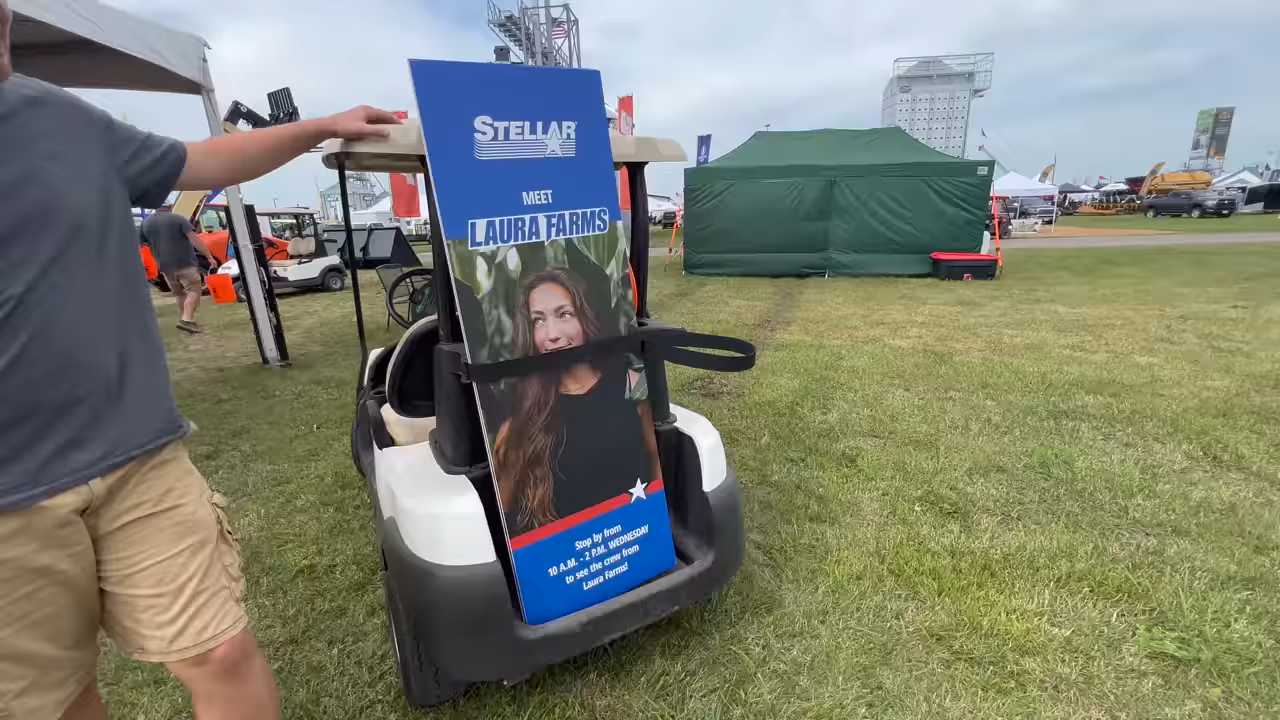 STELLAR
MEET
LAURA FARMS
Stop by from
10 A.M. - 2 P.M. WEDNESDAY
to see the crew from
Laura Farms!